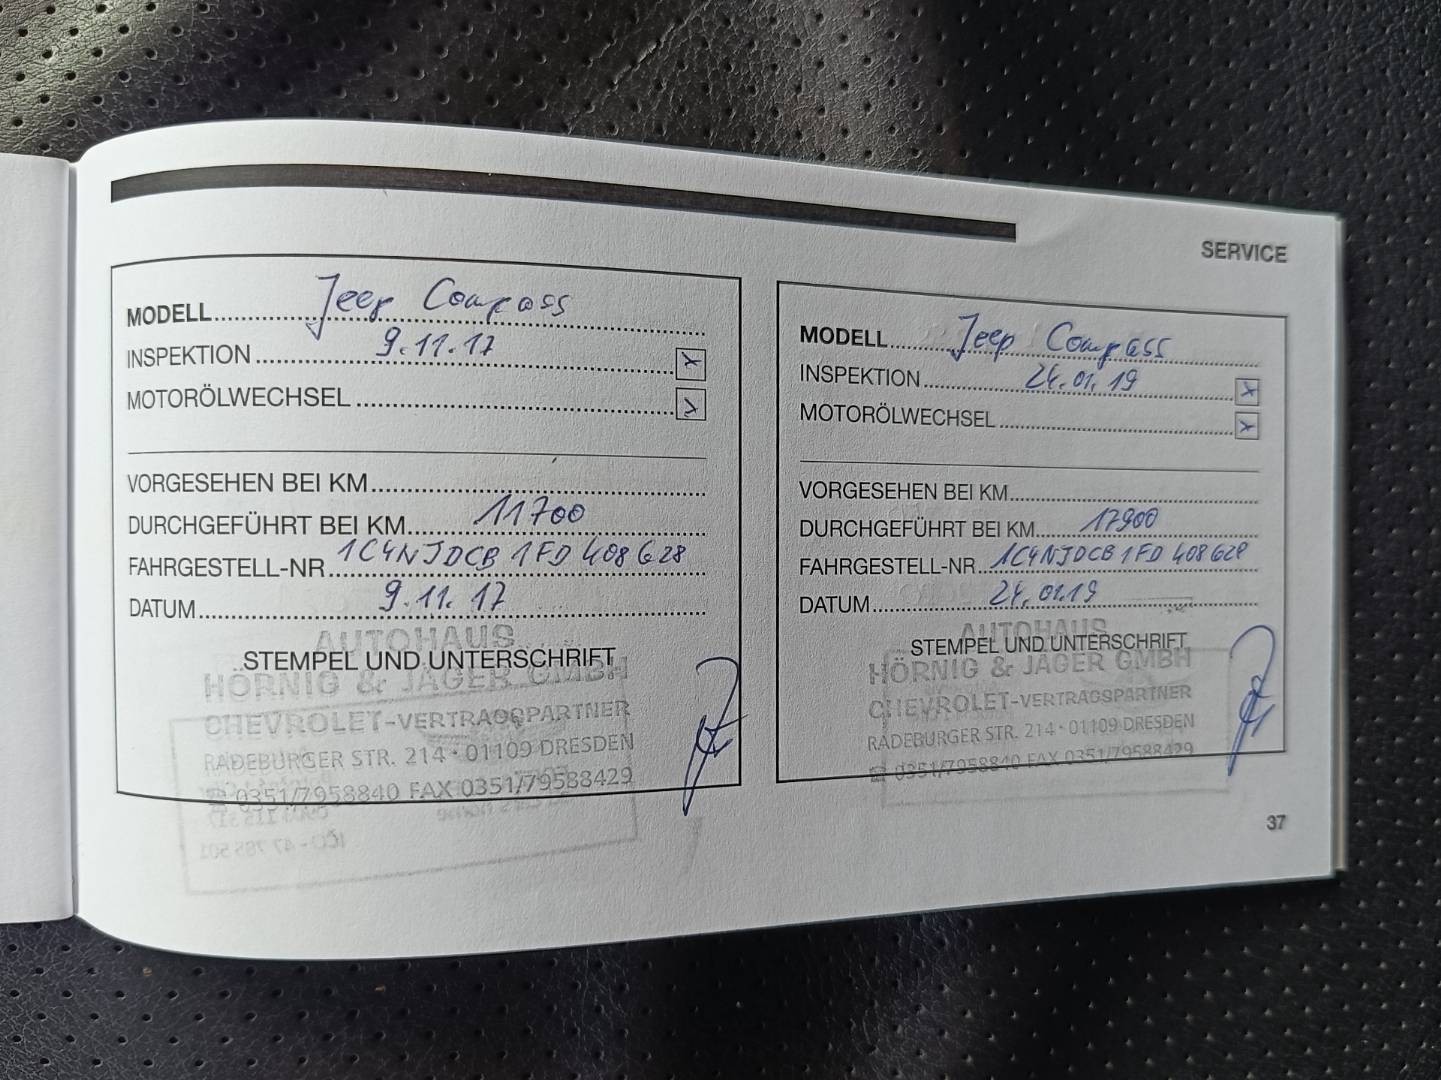 SERVICE
MODELL Jeep Compass
INSPEKTION 9.11.17
MOTORÖLWECHSEL
VORGESEHEN BEI KM
DURCHGEFÜHRT BEI KM 11700
FAHRGESTELL-NR 1C4NJDCB1FD408628
DATUM 9.11.17
AUTOHAUS
STEMPEL UND UNTERSCHRIFT
HÖRNIG & JÄGER GMBH
CHEVROLET-VERTRAGSPARTNER
RADEBURGER STR. 214 · 01109 DRESDEN
☎ 0351/7958840 FAX 0351/79588429
MODELL Jeep Compass
INSPEKTION 24.01.19
MOTORÖLWECHSEL
VORGESEHEN BEI KM
DURCHGEFÜHRT BEI KM 17900
FAHRGESTELL-NR 1C4NJDCB1FD408628
DATUM 24.01.19
AUTOHAUS
STEMPEL UND UNTERSCHRIFT
HÖRNIG & JÄGER GMBH
CHEVROLET-VERTRAGSPARTNER
RADEBURGER STR. 214 · 01109 DRESDEN
☎ 0351/7958840 FAX 0351/79588429
37